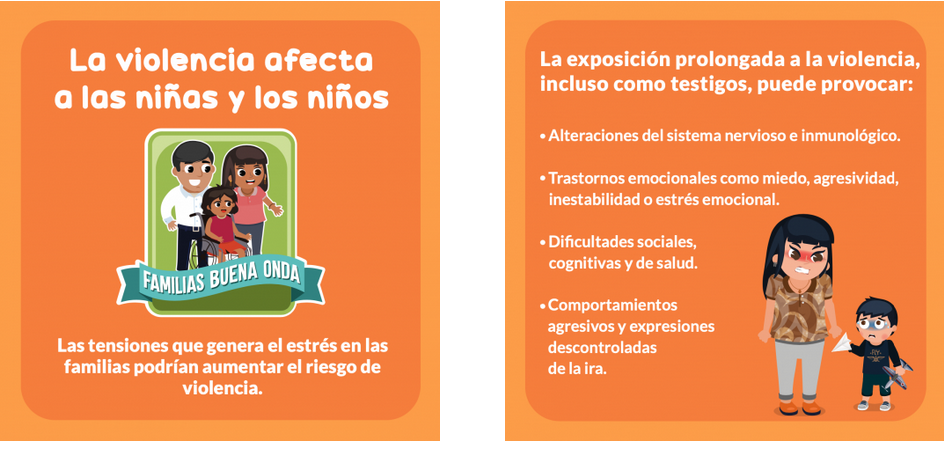 La violencia afecta
a las niñas y los niños
FAMILIAS BUENA ONDA
Las tensiones que genera el estrés en las
familias podrían aumentar el riesgo de
violencia.
La exposición prolongada a la violencia,
incluso como testigos, puede provocar:
• Alteraciones del sistema nervioso e inmunológico.
• Trastornos emocionales como miedo, agresividad,
inestabilidad o estrés emocional.
• Dificultades sociales,
cognitivas y de salud.
• Comportamientos
agresivos y expresiones
descontroladas
de la ira.